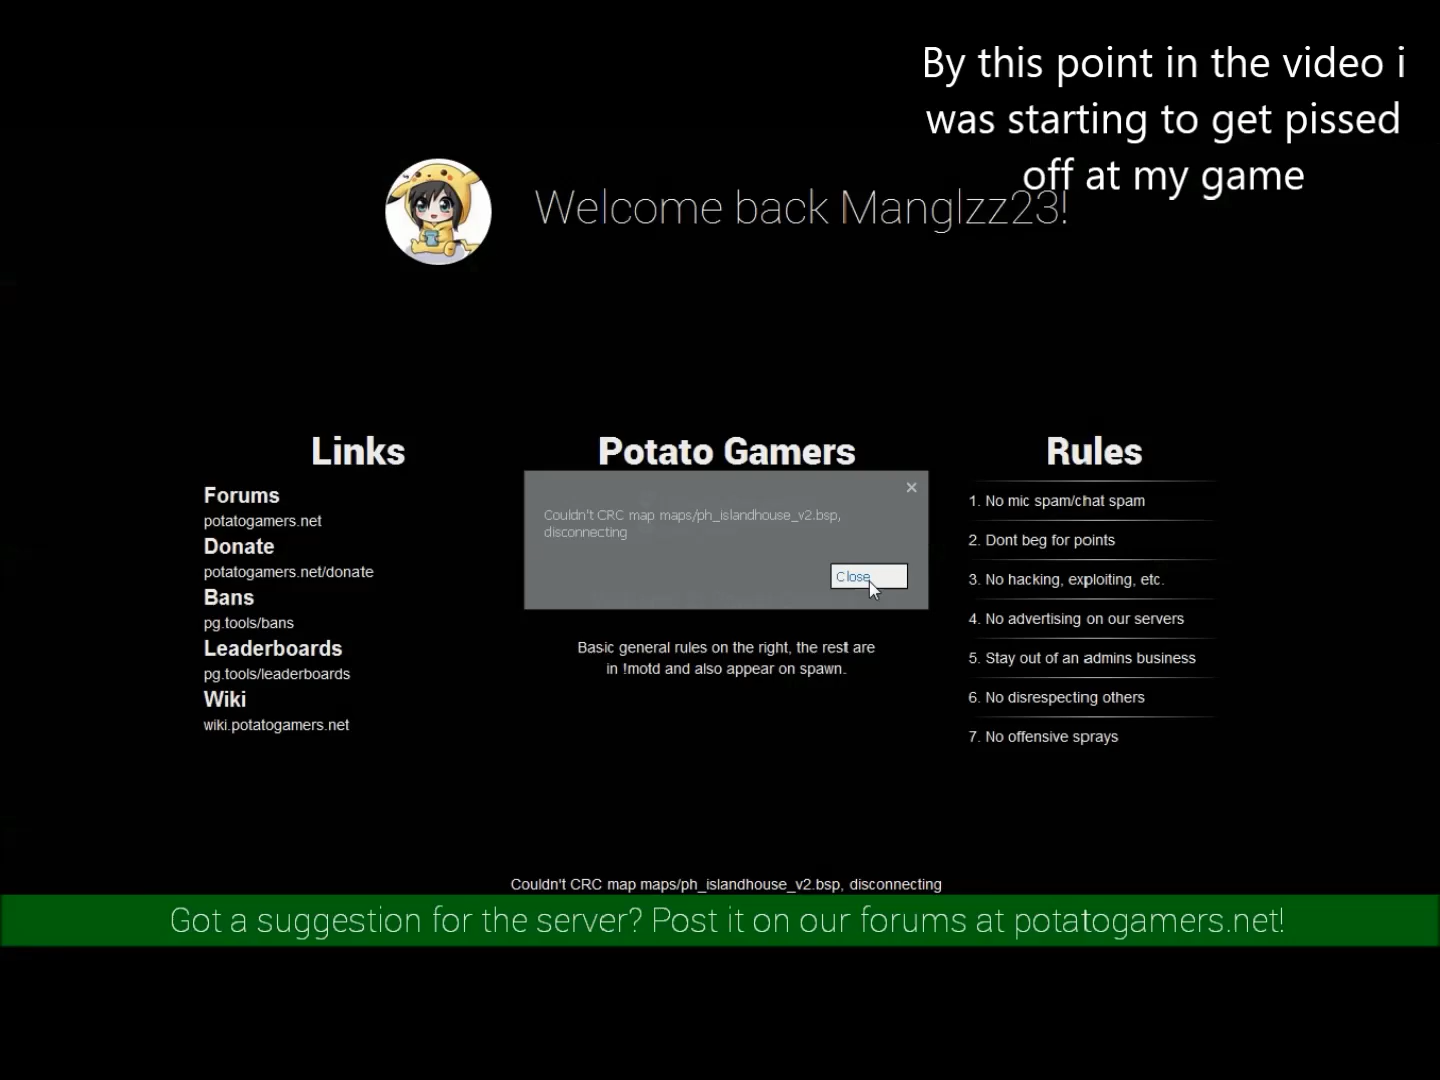 By this point in the video i
was starting to get pissed
off at my game
Welcome back Manglzz23!
Links
Forums
potatogamers.net
Donate
potatogamers.net/donate
Bans
pg.tools/bans
Leaderboards
pg.tools/leaderboards
Wiki
wiki.potatogamers.net
Potato Gamers
Couldn't CRC map maps/ph_islandhouse_v2.bsp,
disconnecting
Close
Basic general rules on the right, the rest are
in !motd and also appear on spawn.
Rules
1. No mic spam/chat spam
2. Dont beg for points
3. No hacking, exploiting, etc.
4. No advertising on our servers
5. Stay out of an admins business
6. No disrespecting others
7. No offensive sprays
Couldn't CRC map maps/ph_islandhouse_v2.bsp, disconnecting
Got a suggestion for the server? Post it on our forums at potatogamers.net!